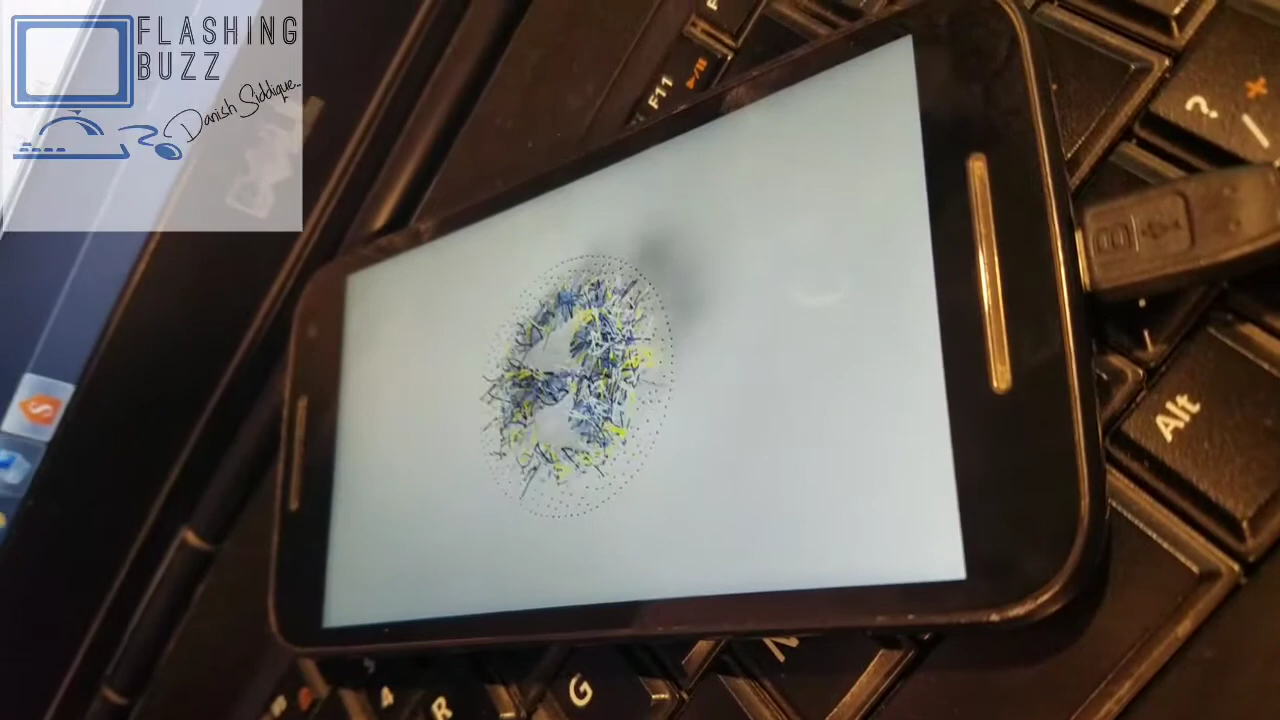 FLASHING
BUZZ
Danish Siddique..
F11
?
/
Alt
G
R